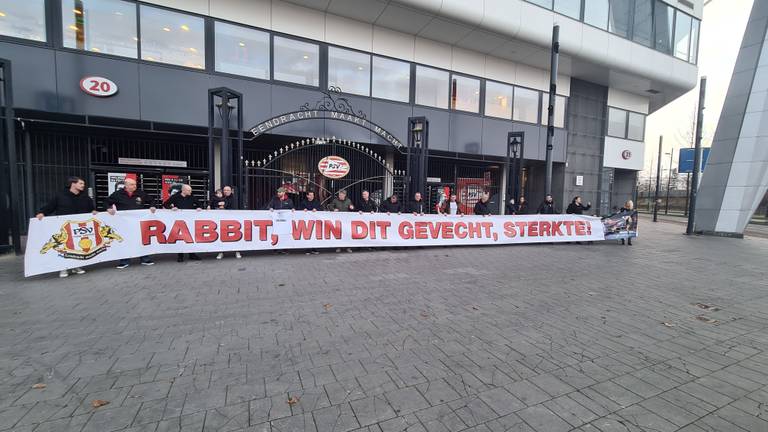 20
EENDRACHT MAAKT MACHT
PSV
PSV
RABBIT, WIN DIT GEVECHT, STERKTE!